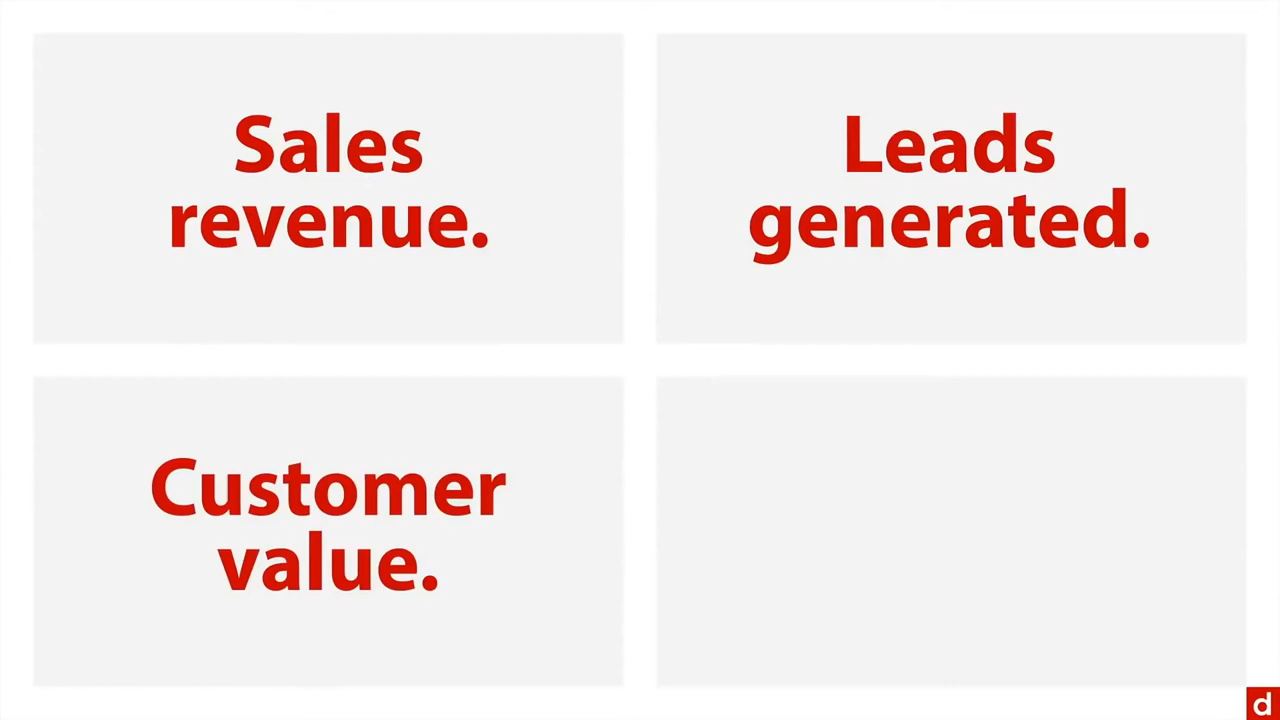 Sales
revenue.
Leads
generated.
Customer
value.
d